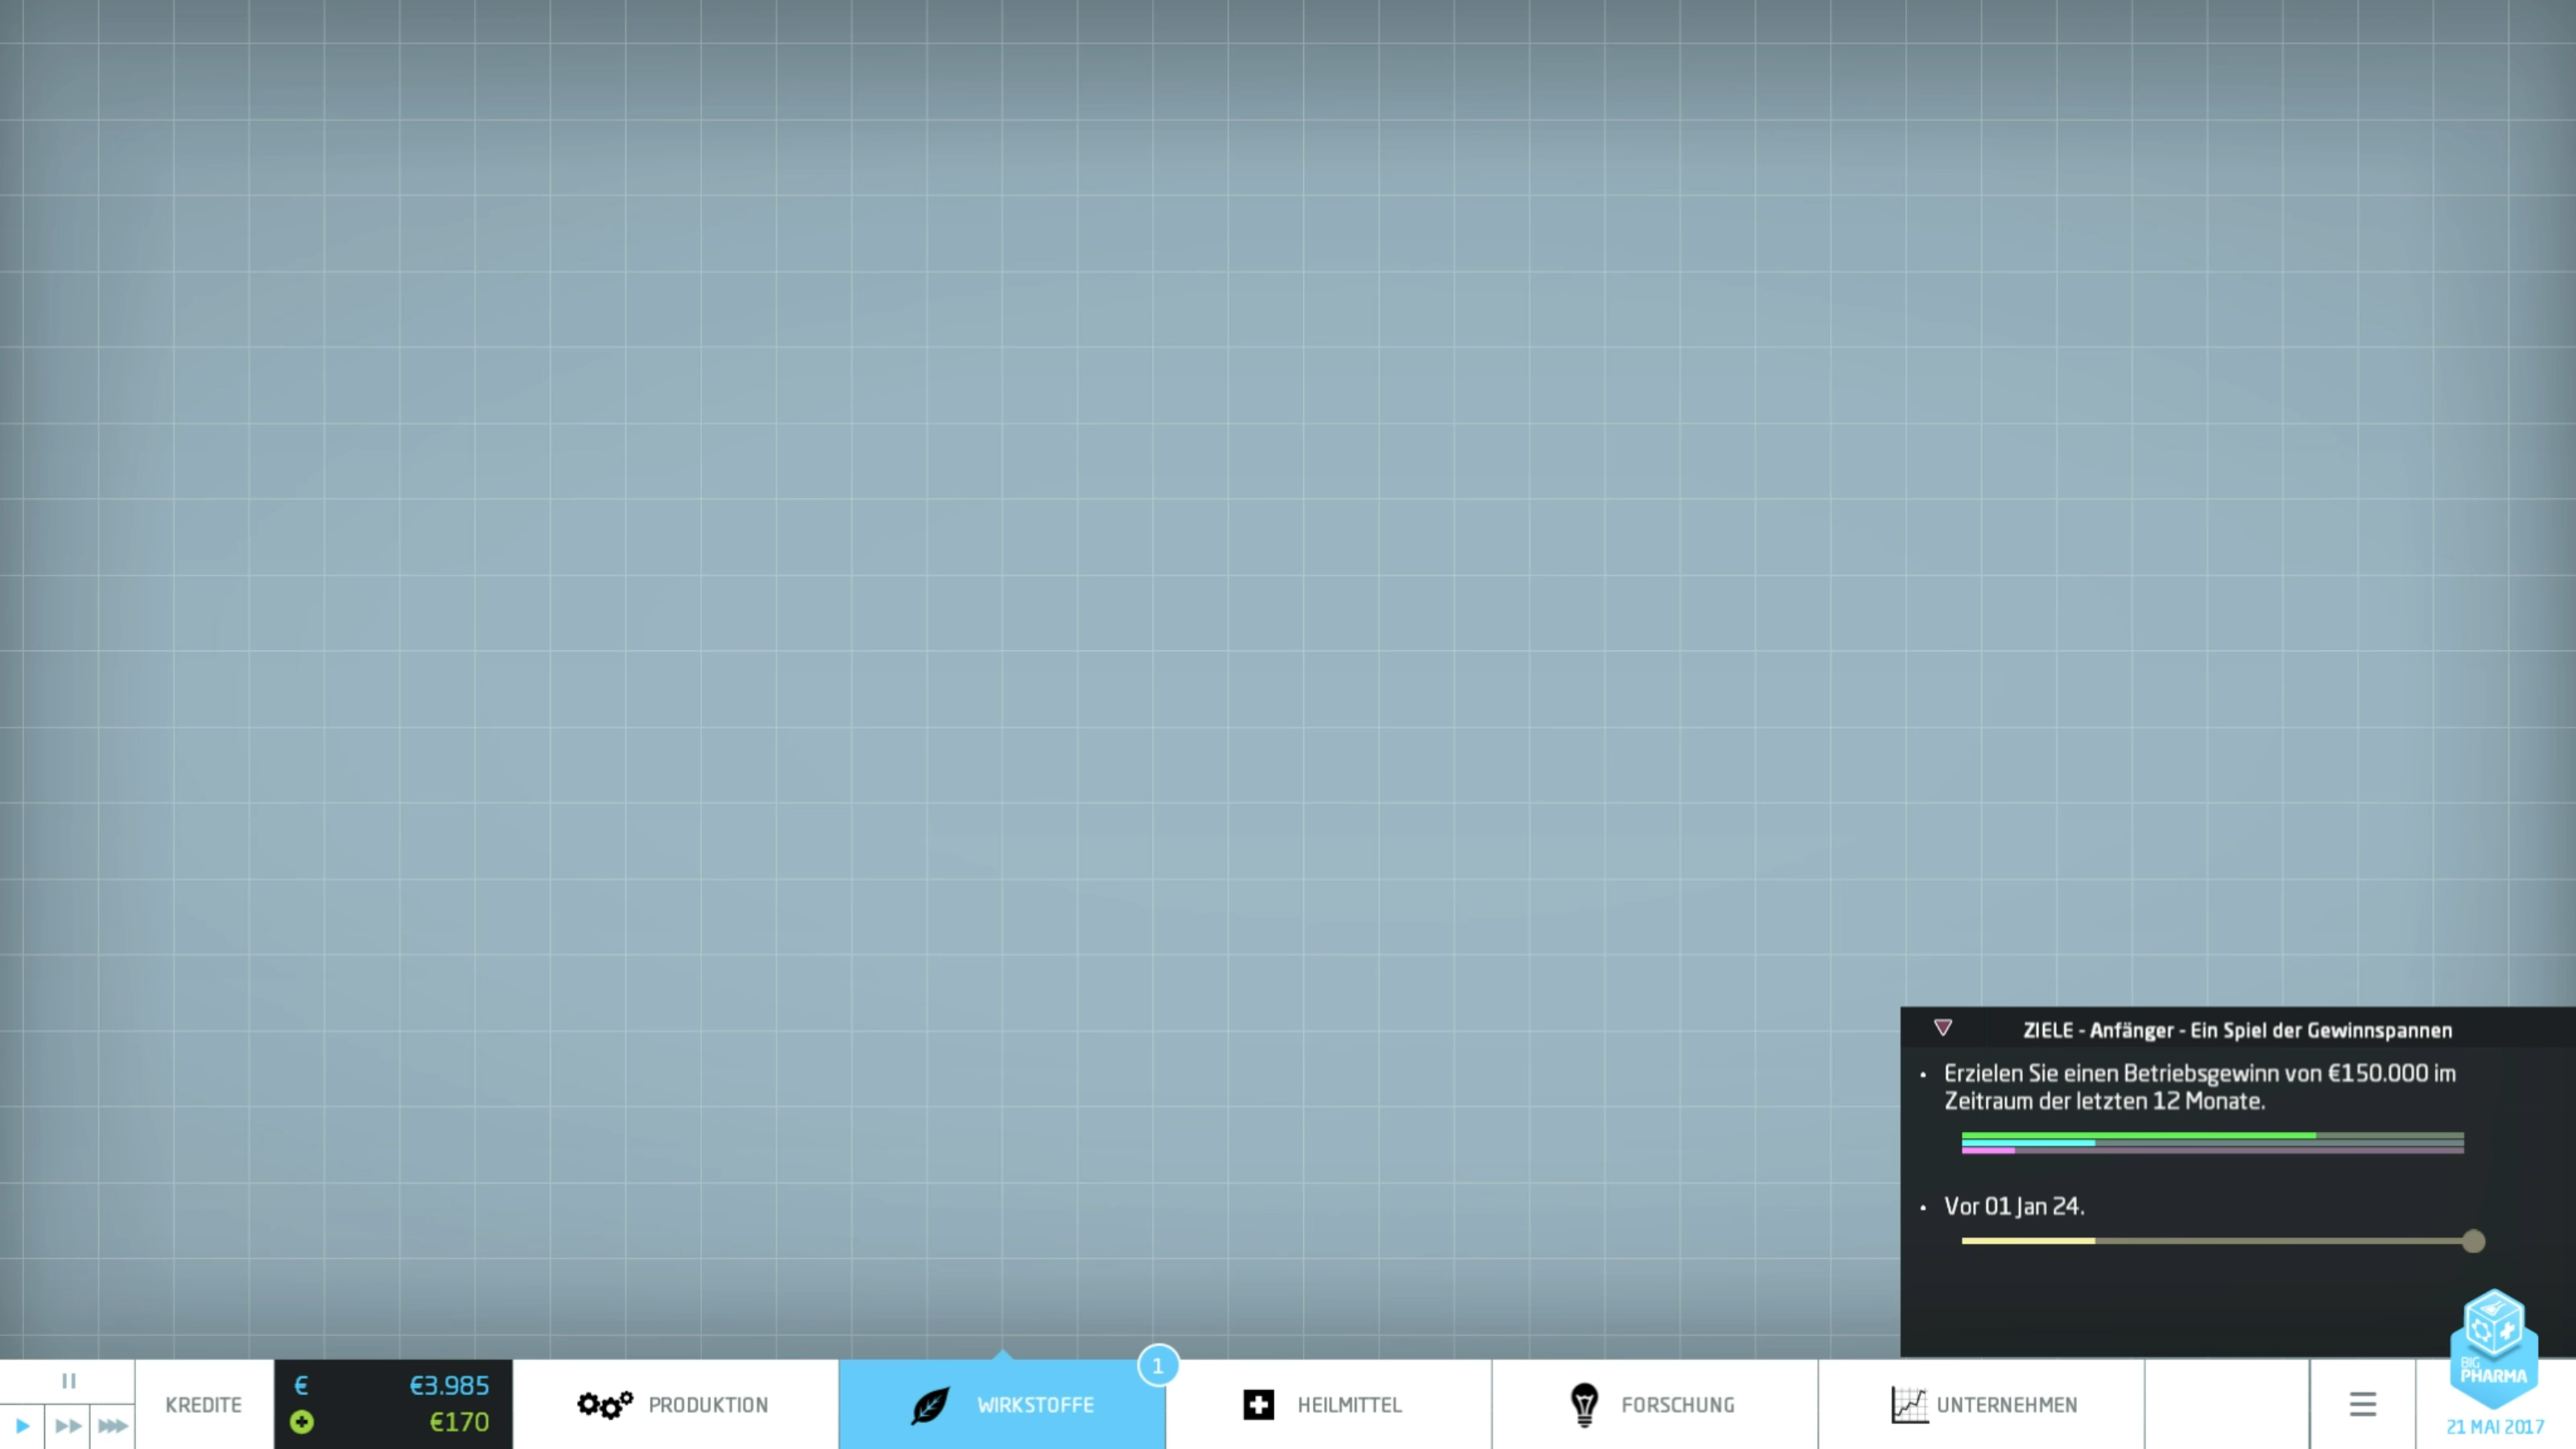 ZIELE - Anfänger - Ein Spiel der Gewinnspannen
• Erzielen Sie einen Betriebsgewinn von €150.000 im
Zeitraum der letzten 12 Monate.
• Vor 01 Jan 24.
KREDITE
€ €3.985
€170
PRODUKTION
WIRKSTOFFE
1
HEILMITTEL
FORSCHUNG
UNTERNEHMEN
BIG
PHARMA
21 MAI 2017